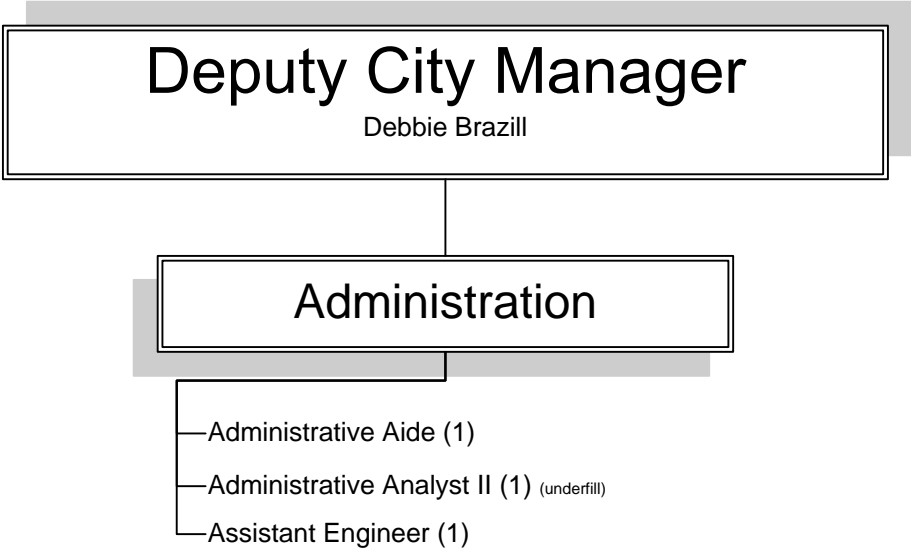 Deputy City Manager
Debbie Brazill
Administration
Administrative Aide (1)
Administrative Analyst II (1) (underfill)
Assistant Engineer (1)